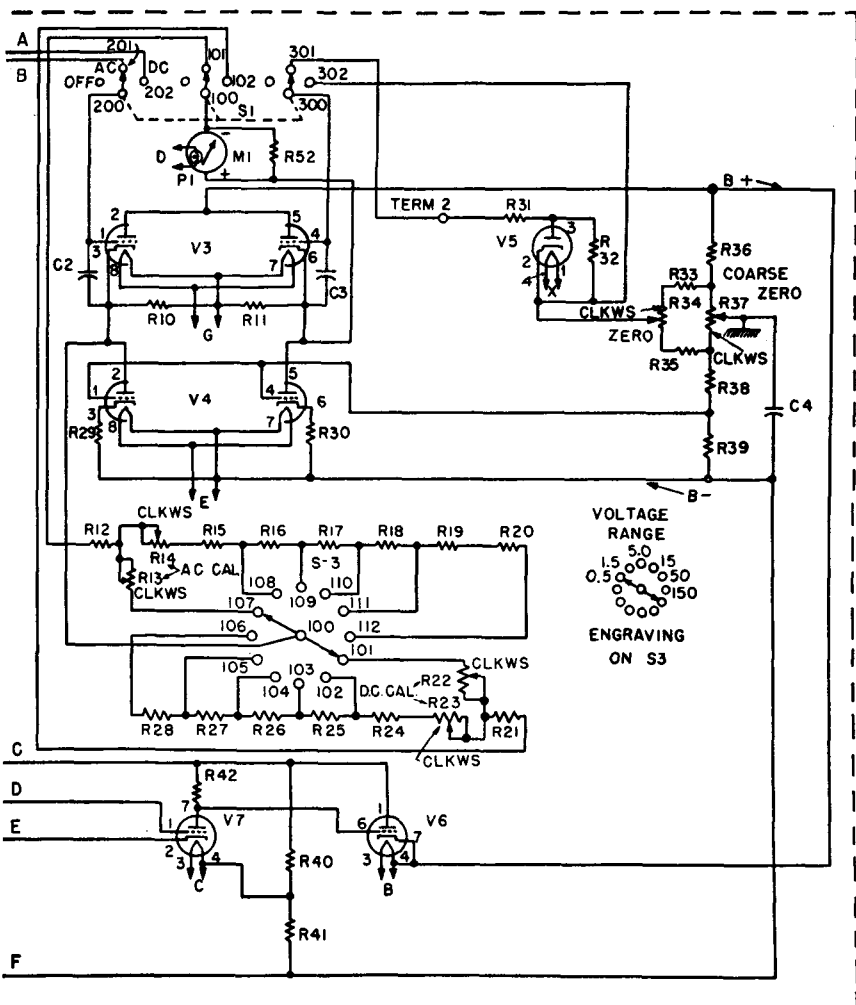 A
B
201
AC
DC
OFF
200
202
101
102
100
S1
301
302
300
D
M1
-
+
P1
R52
B+
TERM 2
R31
V5
3
2
4
1
X
R
32
R36
R33
COARSE
ZERO
R34
R37
CLKWS
ZERO
CLKWS
R35
R38
2
5
1
3
V3
4
6
8
7
C2
C3
R10
R11
G
2
5
1
3
V4
4
6
8
7
R29
R30
C4
R39
E
B-
CLKWS
R12
R14
R15
R16
R17
R18
R19
R20
S-3
R13
AC CAL
CLKWS
108
109
110
107
111
106
100
112
105
101
104
103
102
D.C. CAL.
R22
CLKWS
R23
R28
R27
R26
R25
R24
R21
CLKWS
VOLTAGE
RANGE
5.0
1.5
15
0.5
50
150
ENGRAVING
ON S3
C
R42
D
7
V7
1
V6
1
6
7
E
2
3
4
3
4
C
B
R40
R41
F